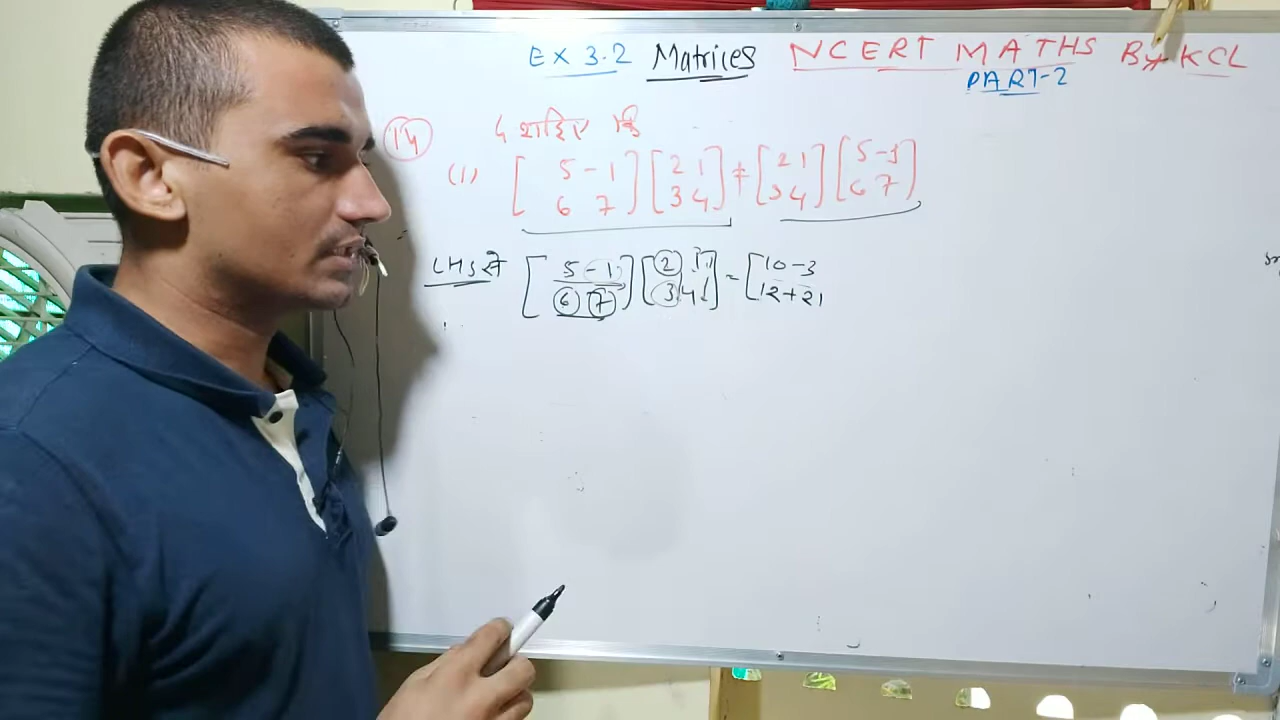 EX 3.2 Matrices NCERT MATHS By KCL
PART-2
14 दर्शाइए कि
(i) [5 -1 [2 1 ≠ [2 1 [5 -1
6 7] 3 4] 3 4] 6 7]
LHS से [5 -1 [2 1 = [10-3
6 7] 3 4] 12+21